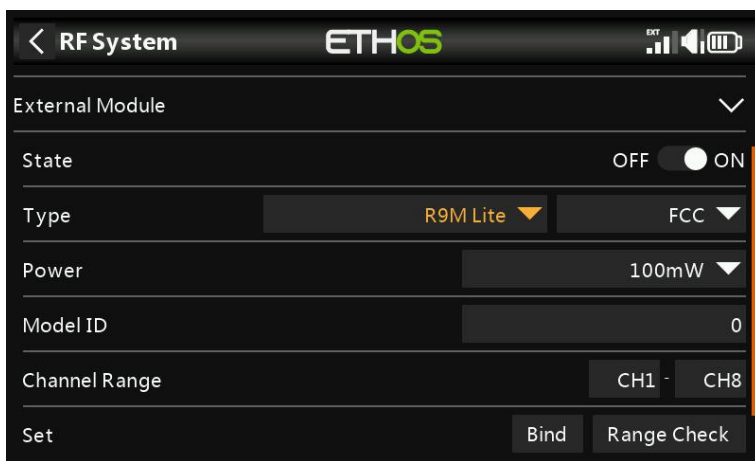 RF System ETHOS EXT
External Module
State OFF ON
Type R9M Lite FCC
Power 100mW
Model ID 0
Channel Range CH1 - CH8
Set Bind Range Check